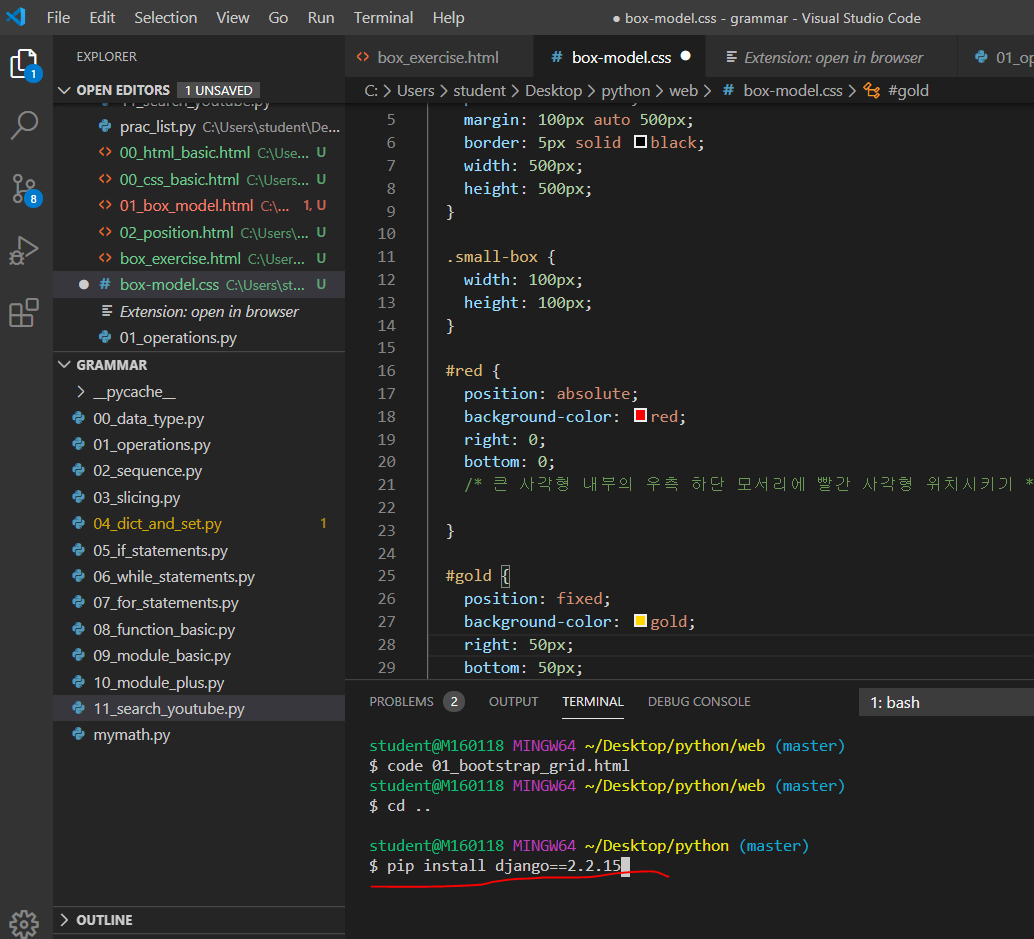 File Edit Selection View Go Run Terminal Help
● box-model.css - grammar - Visual Studio Code
1
8
EXPLORER
OPEN EDITORS 1 UNSAVED
11_search_youtube.py
prac_list.py C:\Users\student\De...
00_html_basic.html C:\Use... U
00_css_basic.html C:\Users... U
01_box_model.html C:\... 1, U
02_position.html C:\Users\... U
box_exercise.html C:\User... U
box-model.css C:\Users\st... U
Extension: open in browser
01_operations.py
GRAMMAR
__pycache__
00_data_type.py
01_operations.py
02_sequence.py
03_slicing.py
04_dict_and_set.py 1
05_if_statements.py
06_while_statements.py
07_for_statements.py
08_function_basic.py
09_module_basic.py
10_module_plus.py
11_search_youtube.py
mymath.py
OUTLINE
box_exercise.html # box-model.css ● Extension: open in browser 01_op
C: > Users > student > Desktop > python > web > # box-model.css > #gold
5 margin: 100px auto 500px;
6 border: 5px solid black;
7 width: 500px;
8 height: 500px;
9 }
10
11 .small-box {
12 width: 100px;
13 height: 100px;
14 }
15
16 #red {
17 position: absolute;
18 background-color: red;
19 right: 0;
20 bottom: 0;
21 /* 큰 사각형 내부의 우측 하단 모서리에 빨간 사각형 위치시키기 *
22
23 }
24
25 #gold {
26 position: fixed;
27 background-color: gold;
28 right: 50px;
29 bottom: 50px;
PROBLEMS 2 OUTPUT TERMINAL DEBUG CONSOLE 1: bash
student@M160118 MINGW64 ~/Desktop/python/web (master)
$ code 01_bootstrap_grid.html
student@M160118 MINGW64 ~/Desktop/python/web (master)
$ cd ..
student@M160118 MINGW64 ~/Desktop/python (master)
$ pip install django==2.2.15